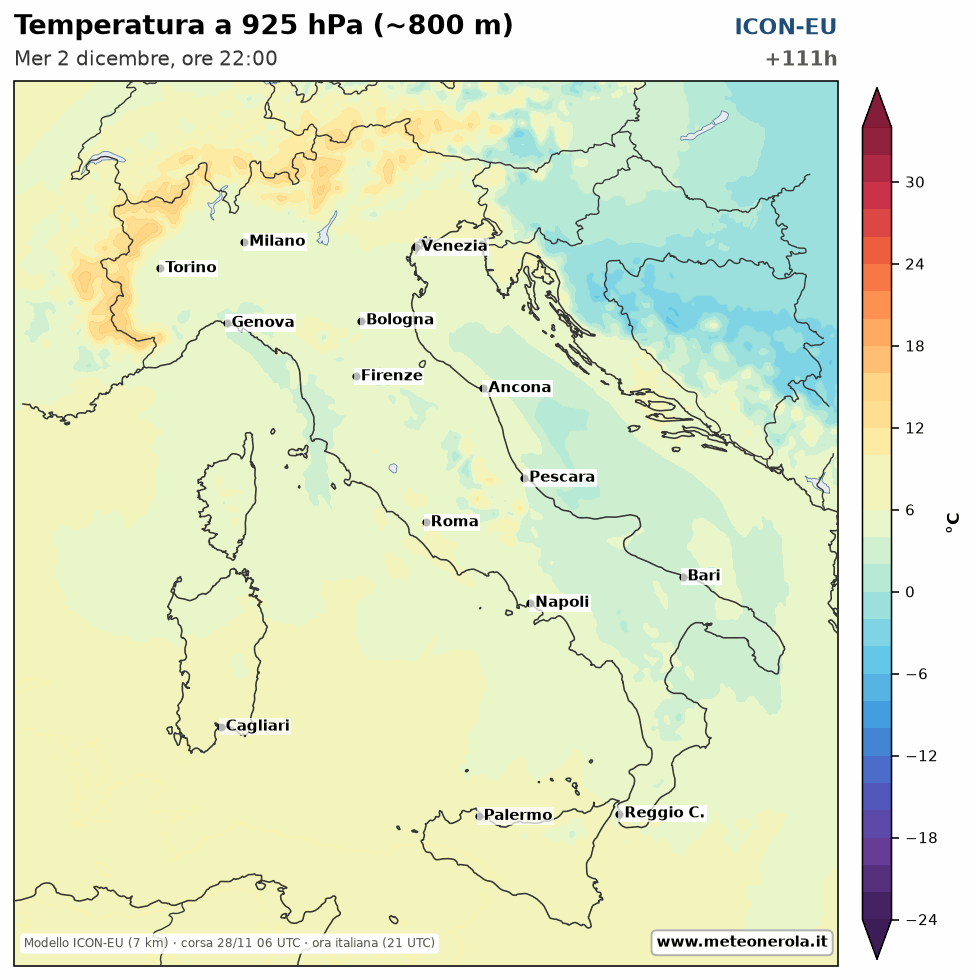 Temperatura a 925 hPa (~800 m)
ICON-EU
Mer 2 dicembre, ore 22:00
+111h
Milano
Venezia
Torino
Genova
Bologna
Firenze
Ancona
Pescara
Roma
Bari
Napoli
Cagliari
Palermo
Reggio C.
30
24
18
12
6
0
−6
−12
−18
−24
°C
Modello ICON-EU (7 km) · corsa 28/11 06 UTC · ora italiana (21 UTC)
www.meteonerola.it